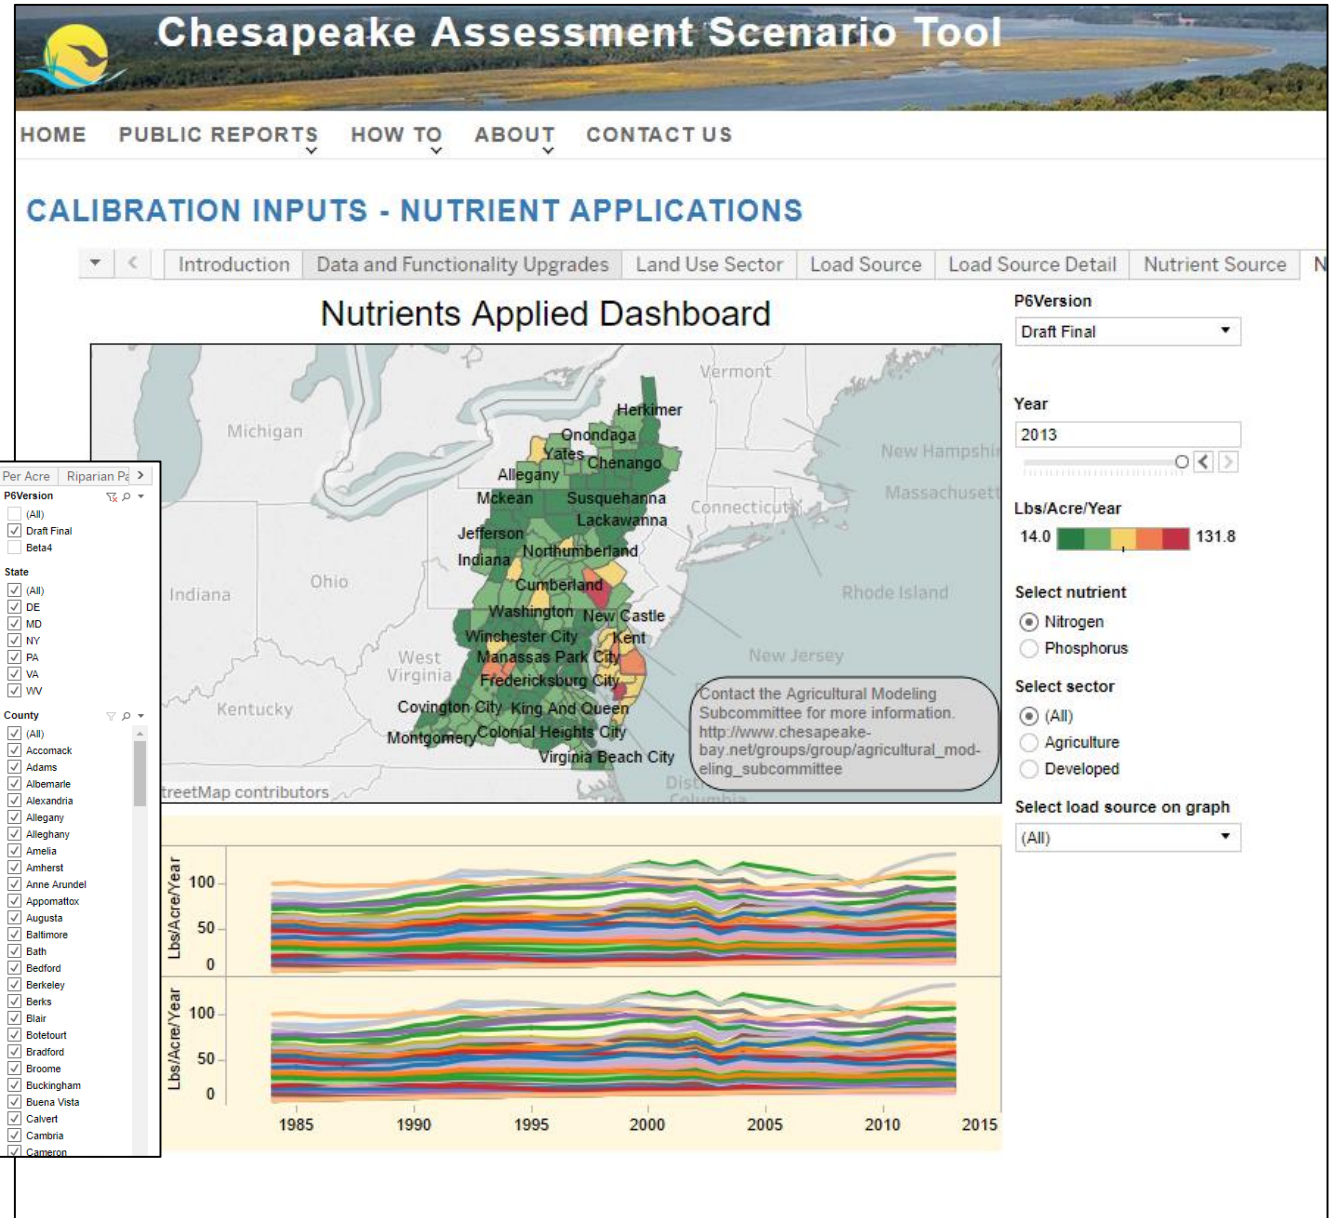 Chesapeake Assessment Scenario Tool
HOME PUBLIC REPORTS HOW TO ABOUT CONTACT US
CALIBRATION INPUTS - NUTRIENT APPLICATIONS
Introduction Data and Functionality Upgrades Land Use Sector Load Source Load Source Detail Nutrient Source N
Nutrients Applied Dashboard
P6Version
Draft Final
Year
2013
Lbs/Acre/Year
14.0 131.8
Select nutrient
Nitrogen
Phosphorus
Select sector
(All)
Agriculture
Developed
Select load source on graph
(All)
Vermont
Michigan
Herkimer
New Hampshir
Onondaga
Yates
Chenango
Allegany
Massachusett
Mckean
Susquehanna
Connecticut
Lackawanna
Jefferson
Northumberland
Indiana
Ohio
Indiana
Cumberland
Rhode Island
Washington
New Castle
Winchester City
Kent
West
Virginia
Manassas Park City
New Jersey
Fredericksburg City
Kentucky
Covington City
King And Queen
Montgomery
Colonial Heights City
Virginia Beach City
Contact the Agricultural Modeling
Subcommittee for more information.
http://www.chesapeake-
bay.net/groups/group/agricultural_mod-
eling_subcommittee
Dist
Columbia
treetMap contributors
Per Acre Riparian Pa
P6Version
(All)
Draft Final
Beta4
State
(All)
DE
MD
NY
PA
VA
WV
County
(All)
Accomack
Adams
Albemarle
Alexandria
Allegany
Alleghany
Amelia
Amherst
Anne Arundel
Appomattox
Augusta
Baltimore
Bath
Bedford
Berkeley
Berks
Blair
Botetourt
Bradford
Broome
Buckingham
Buena Vista
Calvert
Cambria
Cameron
Lbs/Acre/Year
100
50
0
Lbs/Acre/Year
100
50
0
1985 1990 1995 2000 2005 2010 2015